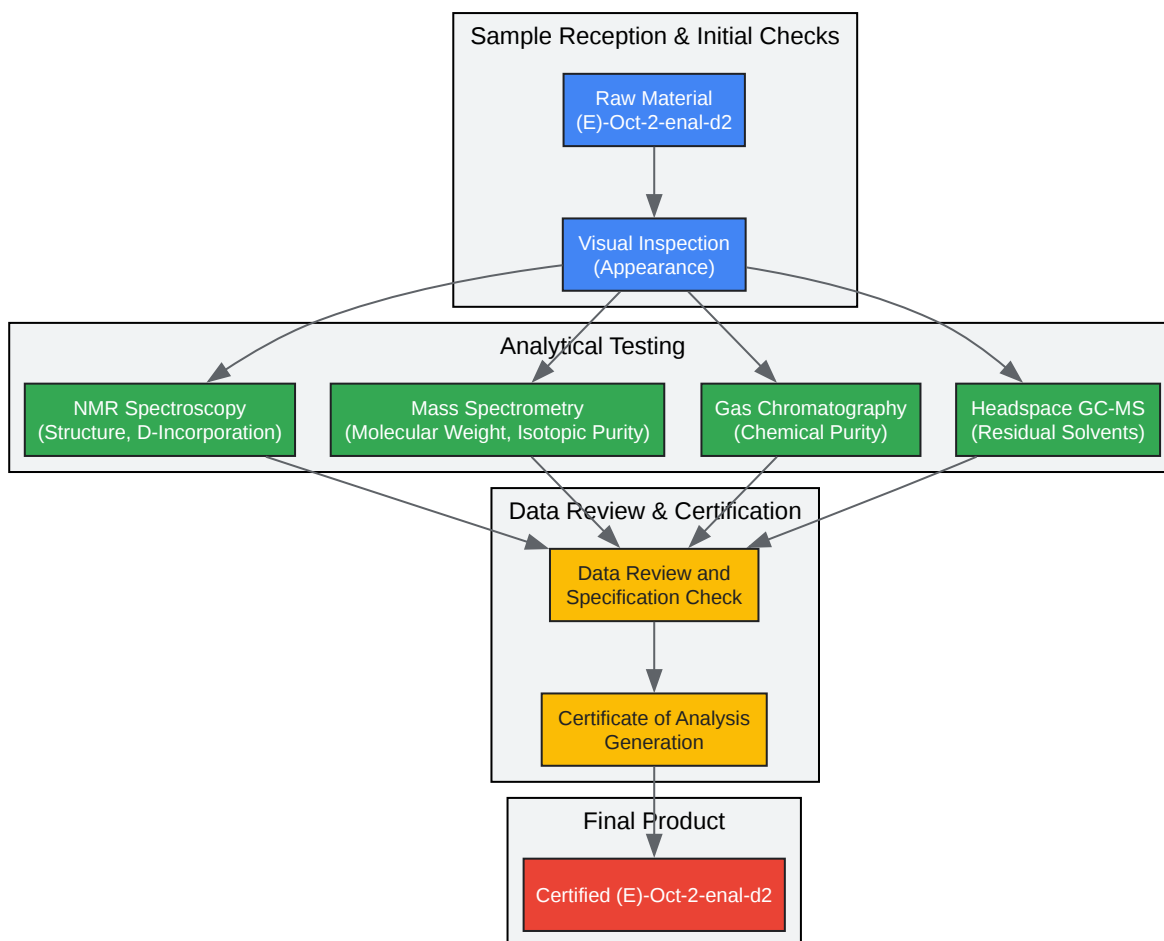 Sample Reception & Initial Checks
Raw Material
(E)-Oct-2-enal-d2
Visual Inspection
(Appearance)
Analytical Testing
NMR Spectroscopy
(Structure, D-Incorporation)
Mass Spectrometry
(Molecular Weight, Isotopic Purity)
Gas Chromatography
(Chemical Purity)
Headspace GC-MS
(Residual Solvents)
Data Review & Certification
Data Review and
Specification Check
Certificate of Analysis
Generation
Final Product
Certified (E)-Oct-2-enal-d2